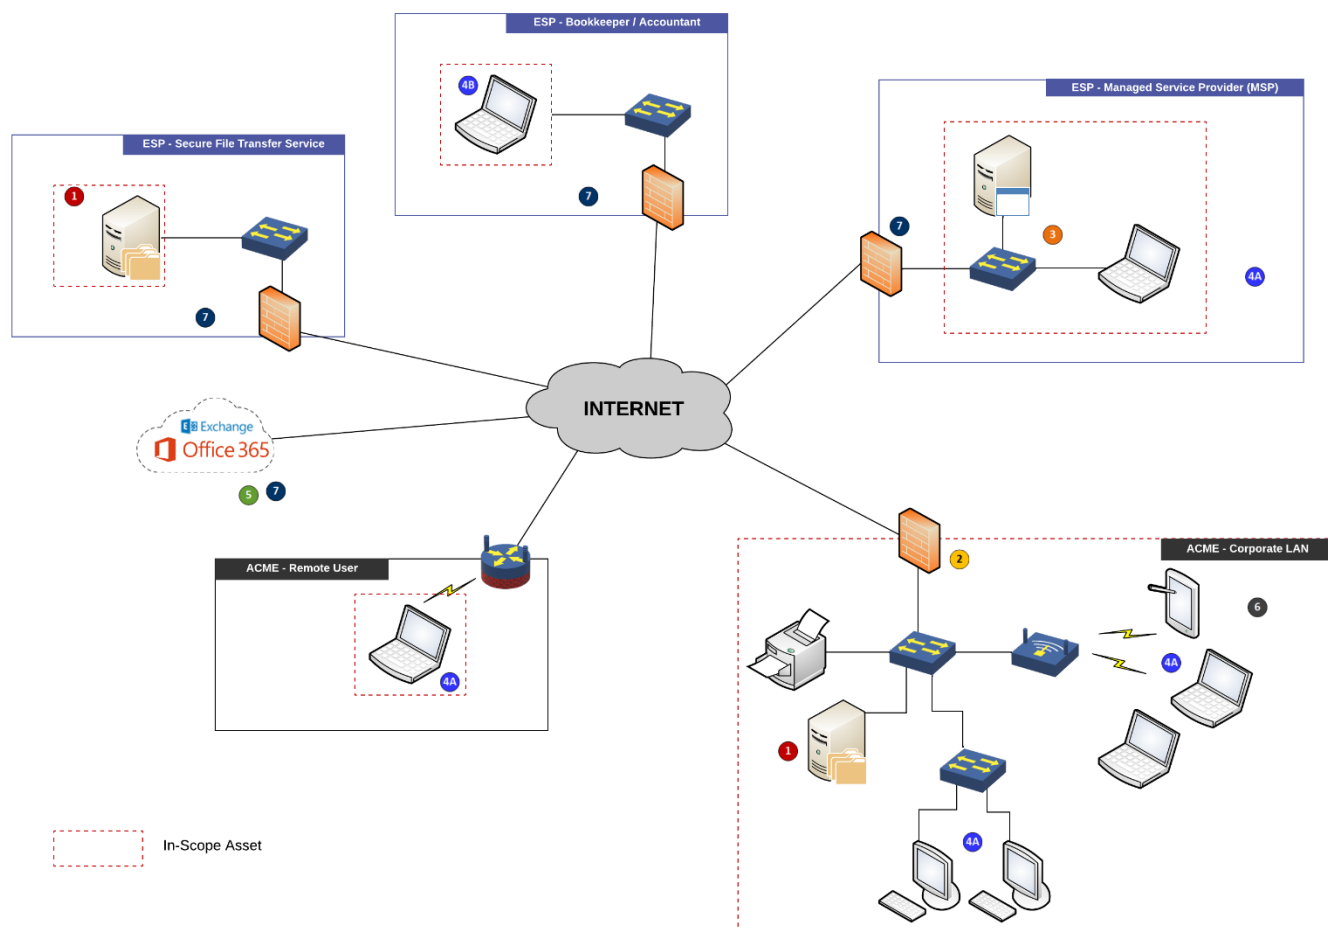 ESP - Bookkeeper / Accountant
4B
7
ESP - Managed Service Provider (MSP)
7
3
4A
ESP - Secure File Transfer Service
1
7
INTERNET
E Exchange
Office 365
5
7
ACME - Remote User
4A
2
ACME - Corporate LAN
6
4A
1
4A
In-Scope Asset